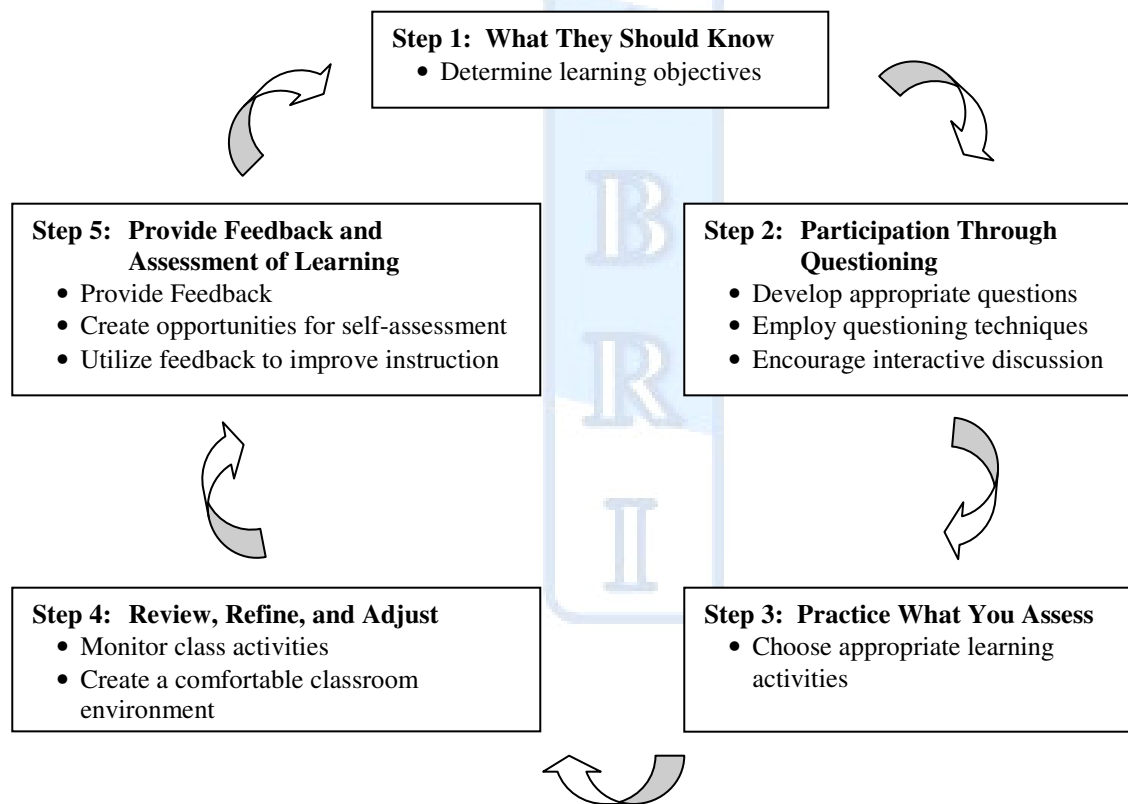 Step 1: What They Should Know
• Determine learning objectives
Step 2: Participation Through
Questioning
• Develop appropriate questions
• Employ questioning techniques
• Encourage interactive discussion
Step 3: Practice What You Assess
• Choose appropriate learning
activities
Step 4: Review, Refine, and Adjust
• Monitor class activities
• Create a comfortable classroom
environment
Step 5: Provide Feedback and
Assessment of Learning
• Provide Feedback
• Create opportunities for self-assessment
• Utilize feedback to improve instruction
B
R
I